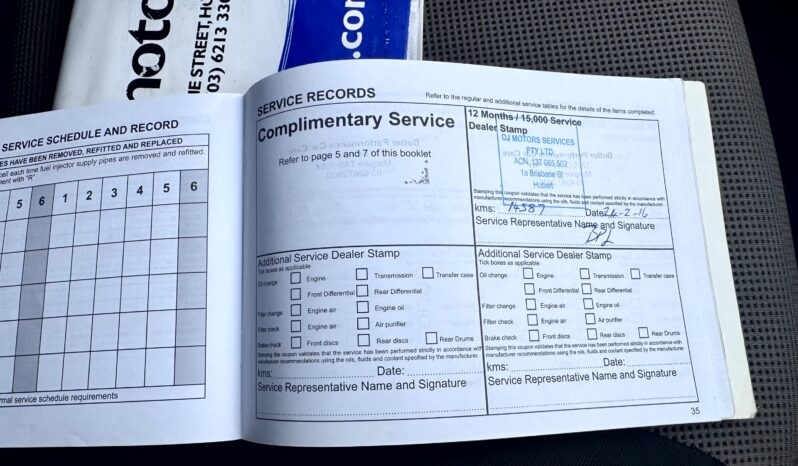 moto
NE STREET, HO
(03) 6213 330
.com
SERVICE SCHEDULE AND RECORD
ES HAVE BEEN REMOVED, REFITTED AND REPLACED
cell each time fuel injector supply pipes are removed and refitted.
ment with "R"
5 6 1 2 3 4 5 6
mal service schedule requirements
SERVICE RECORDS
Refer to the regular and additional service tables for the details of the items completed
Complimentary Service
Refer to page 5 and 7 of this booklet
12 Months / 15,000 Service
Dealer Stamp
DJ MOTORS SERVICES
PTY LTD
ACN: 137 065 602
1a Brisbane St
Hobart
Stamping this coupon validates that the service has been performed strictly in accordance with
manufacturer recommendations using the oils, fluids and coolant specified by the manufacturer.
kms: 14587 Date 24-2-16
Service Representative Name and Signature
Additional Service Dealer Stamp
Tick boxes as applicable
Oil change Engine Transmission Transfer case
Front Differential Rear Differential
Filter change Engine air Engine oil
Filter check Engine air Air purifier
Brake check Front discs Rear discs Rear Drums
Stamping this coupon validates that the service has been performed strictly in accordance with
manufacturer recommendations using the oils, fluids and coolant specified by the manufacturer.
kms: Date:
Service Representative Name and Signature
Additional Service Dealer Stamp
Tick boxes as applicable
Oil change Engine Transmission Transfer case
Front Differential Rear Differential
Filter change Engine air Engine oil
Filter check Engine air Air purifier
Brake check Front discs Rear discs Rear Drums
Stamping this coupon validates that the service has been performed strictly in accordance with
manufacturer recommendations using the oils, fluids and coolant specified by the manufacturer.
kms: Date:
Service Representative Name and Signature
35